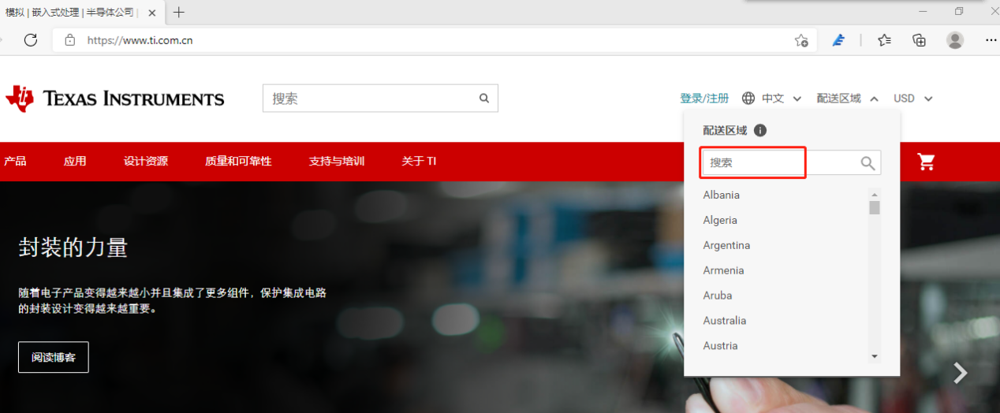 模拟 | 嵌入式处理 | 半导体公司 |
https://www.ti.com.cn
TEXAS INSTRUMENTS
搜索
登录/注册
中文
配送区域
USD
配送区域
搜索
Albania
Algeria
Argentina
Armenia
Aruba
Australia
Austria
产品
应用
设计资源
质量和可靠性
支持与培训
关于 TI
封装的力量
随着电子产品变得越来越小并且集成了更多组件，保护集成电路
的封装设计变得越来越重要。
阅读博客